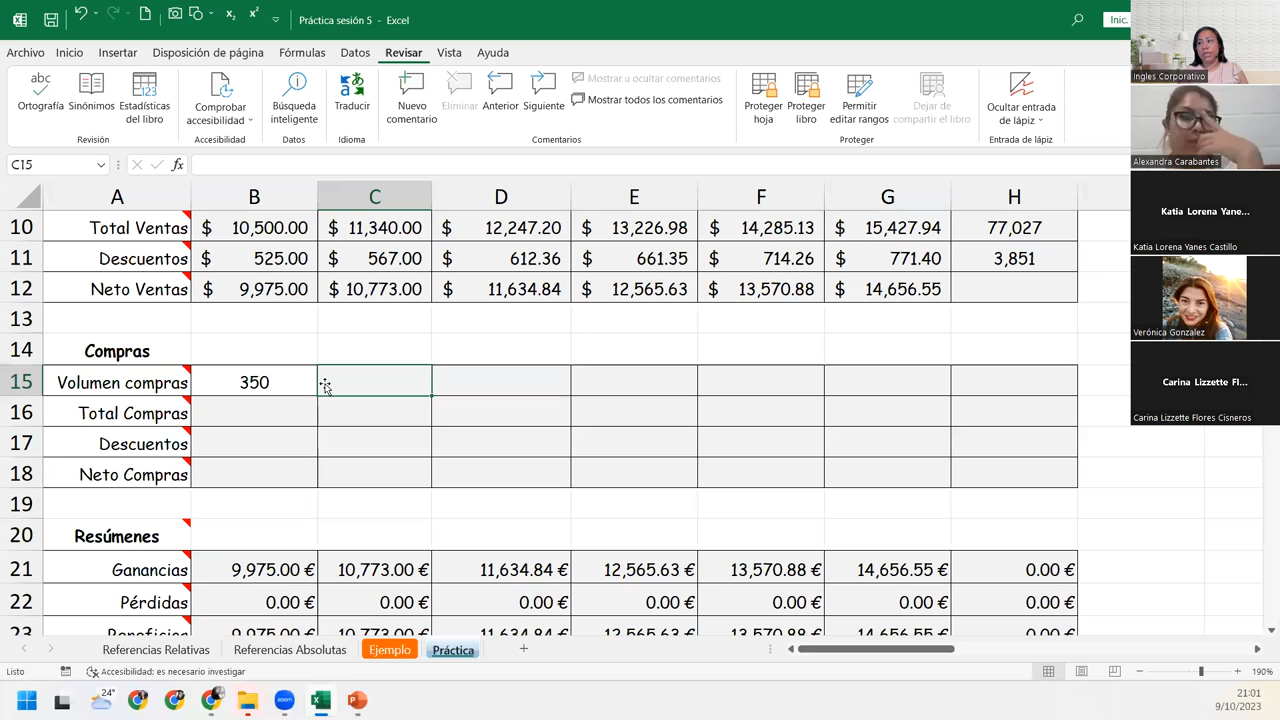 Práctica sesión 5 - Excel
Inic.
Archivo Inicio Insertar Disposición de página Fórmulas Datos Revisar Vista Ayu
abc
Ortografía Sinónimos Estadísticas del libro
Comprobar accesibilidad
Búsqueda inteligente
Traducir
Nuevo comentario
Eliminar Anterior Siguiente
Mostrar u ocultar comentarios
Mostrar todos los comentarios
Proteger hoja
Proteger libro
Permitir editar rangos
Dejar de compartir el libro
Ocultar entrada de lápiz
Revisión Accesibilidad Datos Idioma Comentarios Proteger Entrada de lápiz
C15 fx
A B C D E F G H
10 Total Ventas $ 10,500.00 $ 11,340.00 $ 12,247.20 $ 13,226.98 $ 14,285.13 $ 15,427.94 77,027
11 Descuentos $ 525.00 $ 567.00 $ 612.36 $ 661.35 $ 714.26 $ 771.40 3,851
12 Neto Ventas $ 9,975.00 $ 10,773.00 $ 11,634.84 $ 12,565.63 $ 13,570.88 $ 14,656.55
13
14 Compras
15 Volumen compras 350
16 Total Compras
17 Descuentos
18 Neto Compras
19
20 Resúmenes
21 Ganancias 9,975.00 € 10,773.00 € 11,634.84 € 12,565.63 € 13,570.88 € 14,656.55 € 0.00 €
22 Pérdidas 0.00 € 0.00 € 0.00 € 0.00 € 0.00 € 0.00 € 0.00 €
23 Beneficios 9,975.00 € 10,773.00 € 11,634.84 € 12,565.63 € 13,570.88 € 14,656.55 € 0.00 €
Referencias Relativas Referencias Absolutas Ejemplo Práctica
Listo Accesibilidad: es necesario investigar 190%
24°
zoom
21:01
9/10/2023
Ingles Corporativo
Alexandra Carabantes
Katia Lorena Yane...
Katia Lorena Yanes Castillo
Verónica Gonzalez
Carina Lizzette Fl...
Carina Lizzette Flores Cisneros